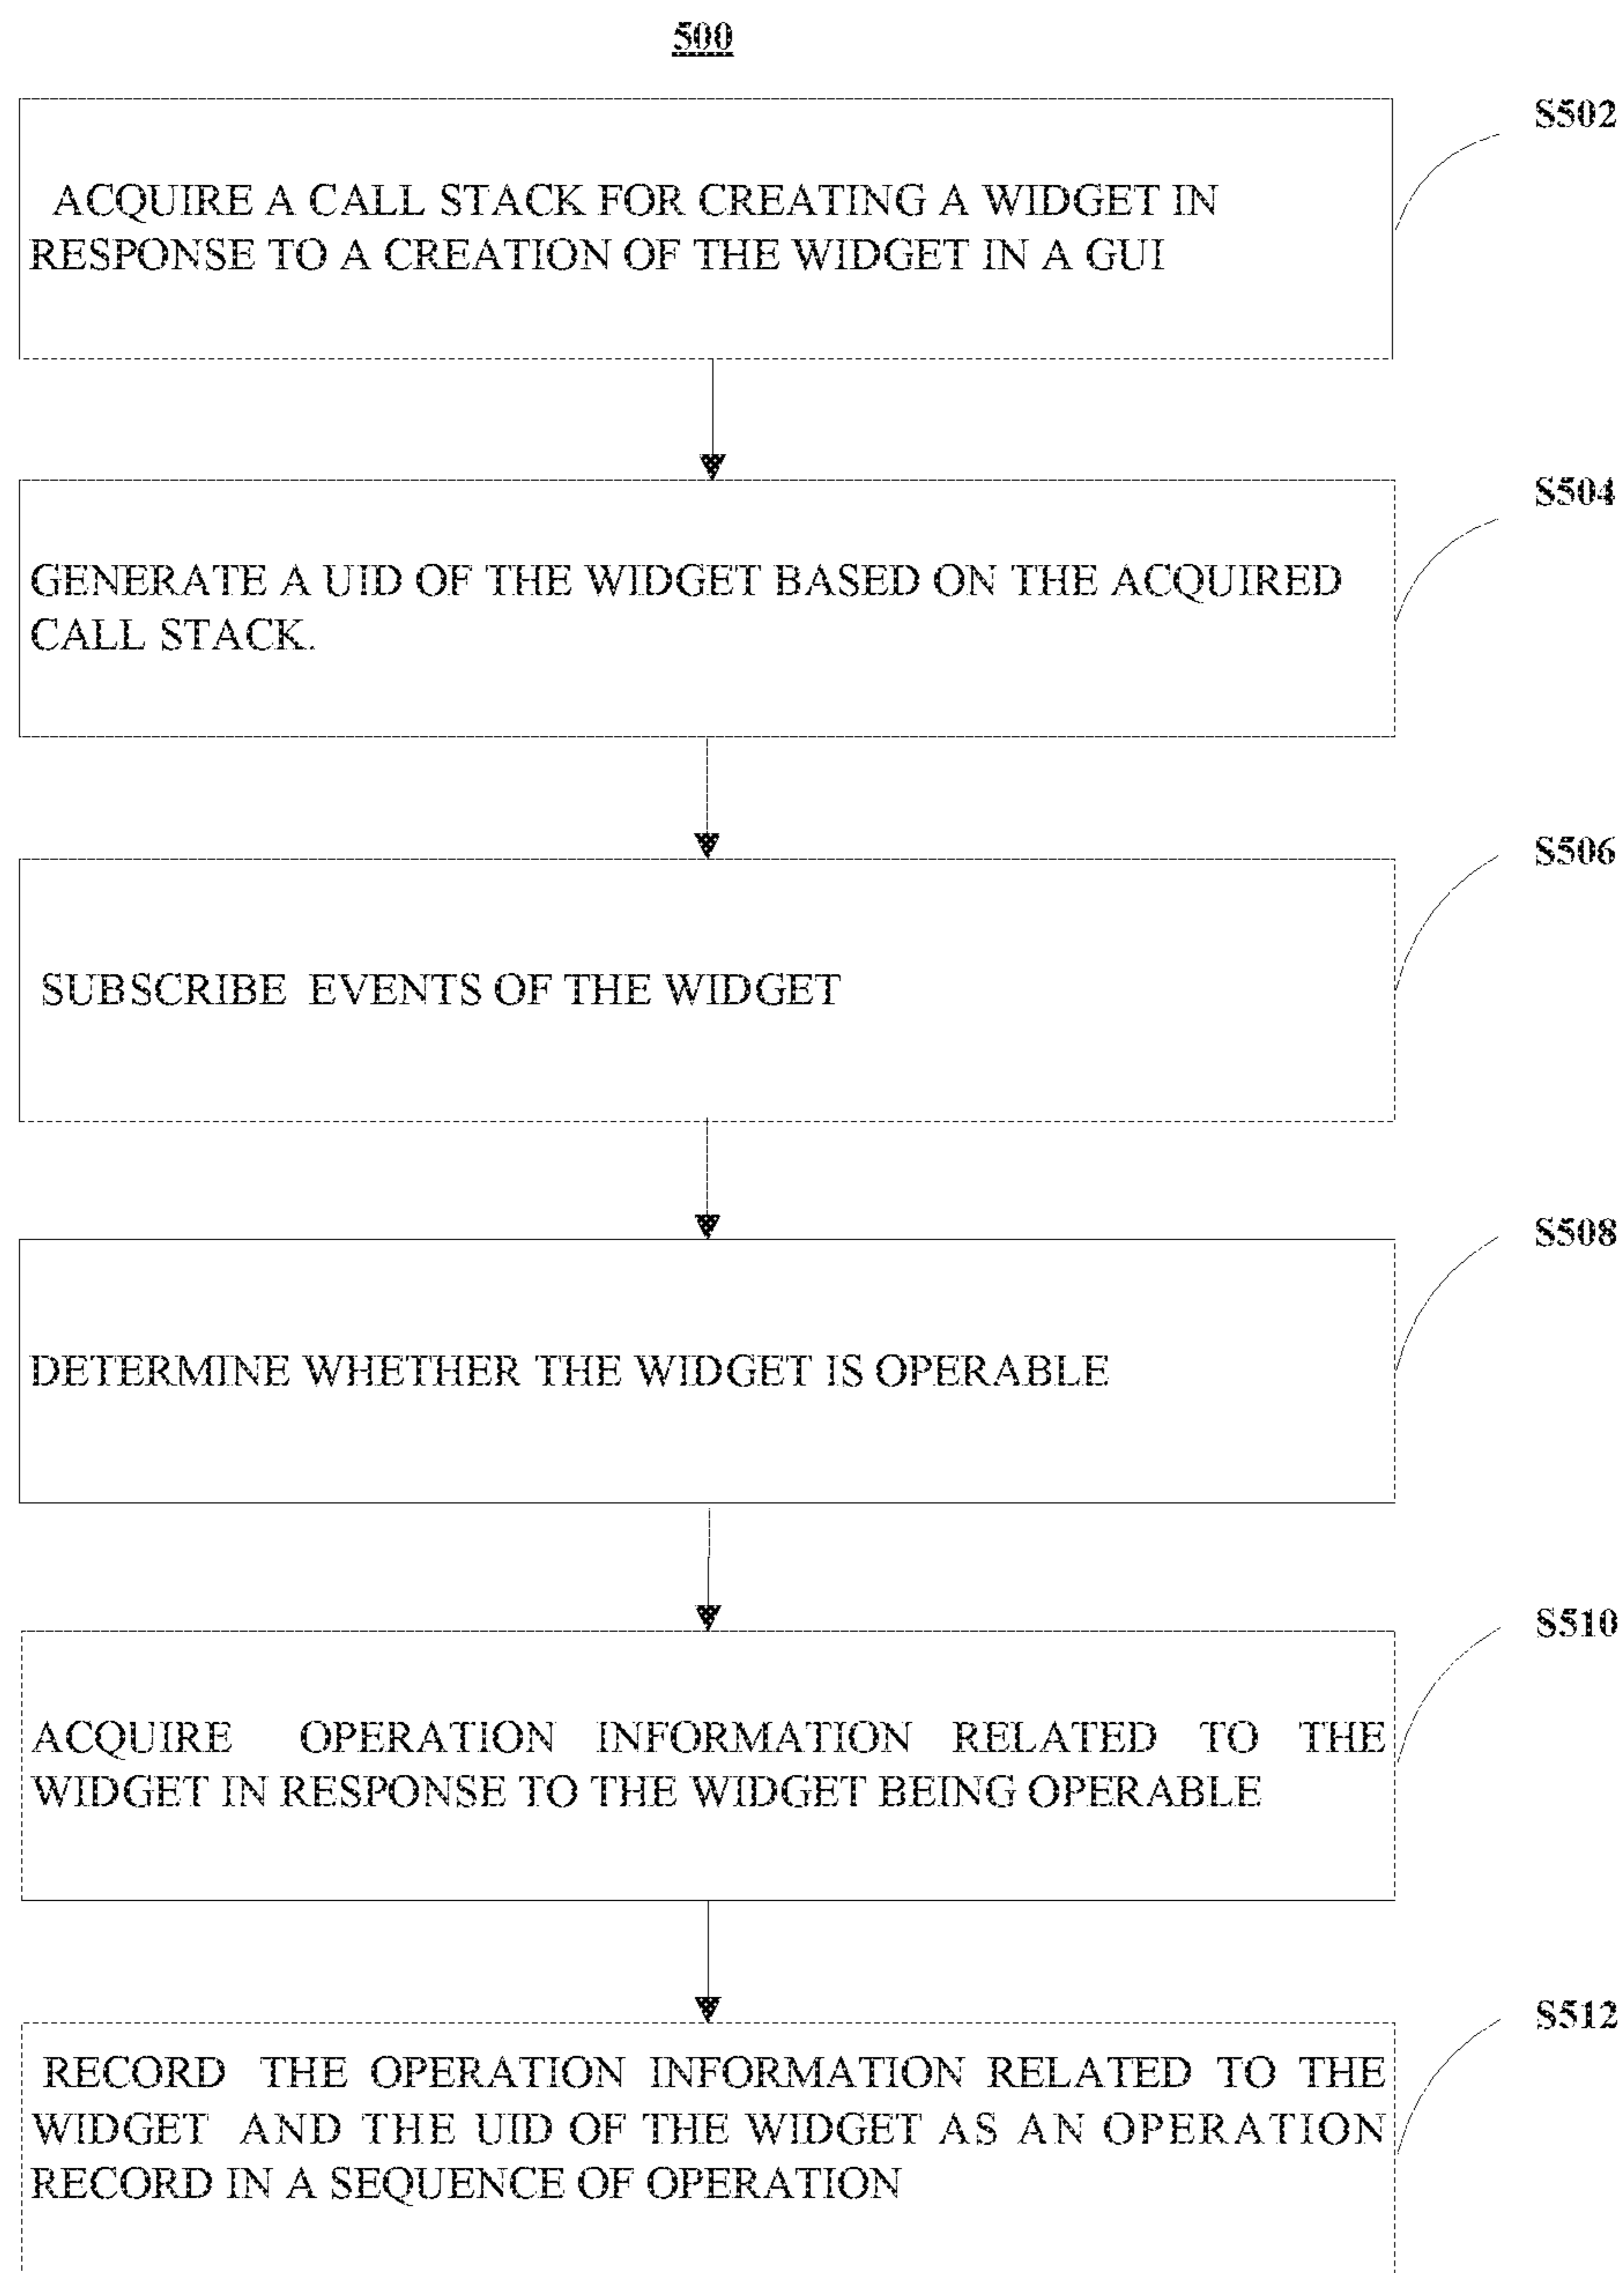 500
S502
ACQUIRE A CALL STACK FOR CREATING A WIDGET IN
RESPONSE TO A CREATION OF THE WIDGET IN A GUI
S504
GENERATE A UID OF THE WIDGET BASED ON THE ACQUIRED
CALL STACK.
S506
SUBSCRIBE EVENTS OF THE WIDGET
S508
DETERMINE WHETHER THE WIDGET IS OPERABLE
S510
ACQUIRE OPERATION INFORMATION RELATED TO THE
WIDGET IN RESPONSE TO THE WIDGET BEING OPERABLE
S512
RECORD THE OPERATION INFORMATION RELATED TO THE
WIDGET AND THE UID OF THE WIDGET AS AN OPERATION
RECORD IN A SEQUENCE OF OPERATION